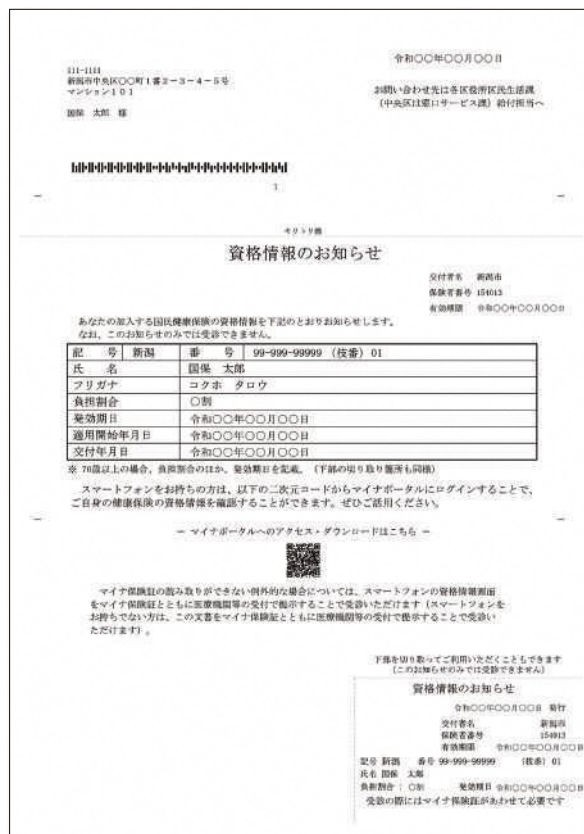 令和〇〇年〇〇月〇〇日
111-1111
新潟市中央区〇〇町1番2－3－4－5号
マンション101
お問い合わせ先は各区役所区民生活課
（中央区は窓口サービス課）給付担当へ
国保 太郎 様
1
キリトリ線
資格情報のお知らせ
交付者名 新潟市
保険者番号 154013
有効期限 令和〇〇年〇〇月〇〇日
あなたの加入する国民健康保険の資格情報を下記のとおりお知らせします。
なお、このお知らせのみでは受診できません。
記 号 新潟 番 号 99-999-99999 （枝番）01
氏 名 国保 太郎
フリガナ コクホ タロウ
負担割合 〇割
発効期日 令和〇〇年〇〇月〇〇日
適用開始年月日 令和〇〇年〇〇月〇〇日
交付年月日 令和〇〇年〇〇月〇〇日
※ 70歳以上の場合、負担割合のほか、発効期日を記載。（下部の切り取り箇所も同様）
スマートフォンをお持ちの方は、以下の二次元コードからマイナポータルにログインすることで、
ご自身の健康保険の資格情報を確認することができます。ぜひご活用ください。
－ マイナポータルへのアクセス・ダウンロードはこちら －
マイナ保険証の読み取りができない例外的な場合については、スマートフォンの資格情報画面
をマイナ保険証とともに医療機関等の受付で提示することで受診いただけます（スマートフォンを
お持ちでない方は、この文書をマイナ保険証とともに医療機関等の受付で提示することで受診い
ただけます）。
下部を切り取ってご利用いただくこともできます
（このお知らせのみでは受診できません）
資格情報のお知らせ
令和〇〇年〇〇月〇〇日 発行
交付者名 新潟市
保険者番号 154013
有効期限 令和〇〇年〇〇月〇〇日
記号 新潟 番号 99-999-99999 （枝番）01
氏名 国保 太郎
負担割合：〇割 発効期日 令和〇〇年〇〇月〇〇日
受診の際にはマイナ保険証があわせて必要です